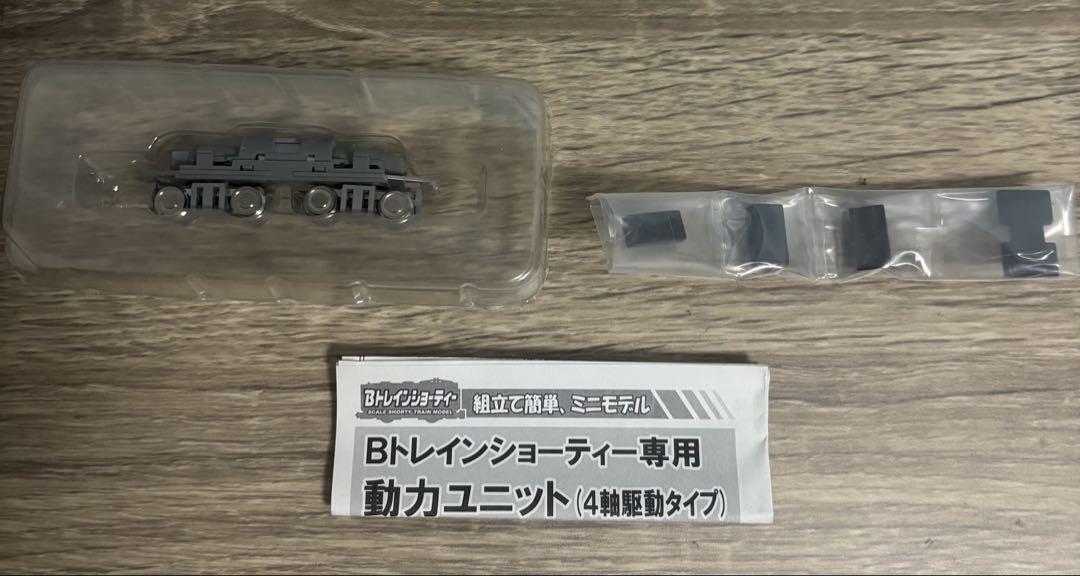 Bトレインショーティー
SCALE SHORTY TRAIN MODEL
組立て簡単、ミニモデル
Bトレインショーティー専用
動力ユニット(4軸駆動タイプ)